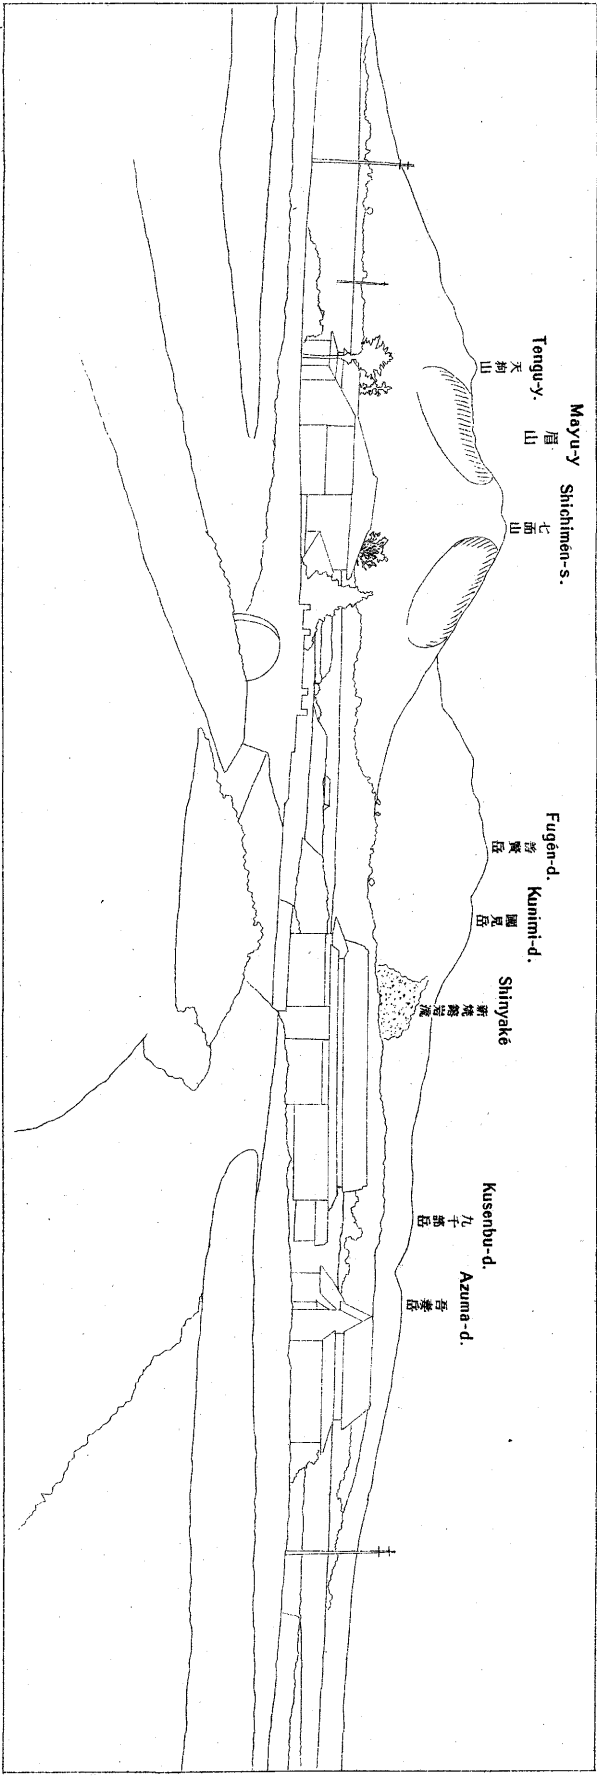 Tengu-y.
天狗山
Mayu-y
眉山
Shichimén-s.
七面山
Fugén-d.
普賢岳
Kunimi-d.
國見岳
Shinyaké
新焼鎔岩流
Kusenbu-d.
九千部岳
Azuma-d.
吾妻岳